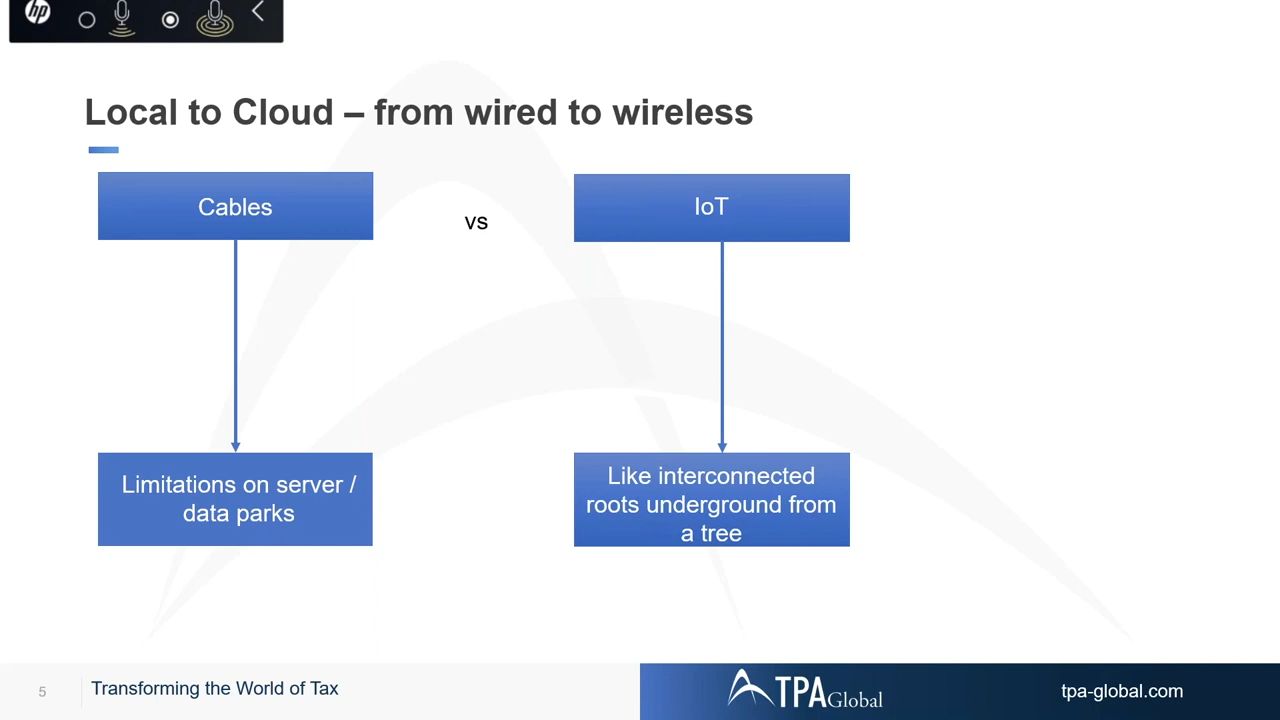 hp
Local to Cloud – from wired to wireless
Cables
vs
IoT
Limitations on server /
data parks
Like interconnected
roots underground from
a tree
5
Transforming the World of Tax
TPA Global
tpa-global.com